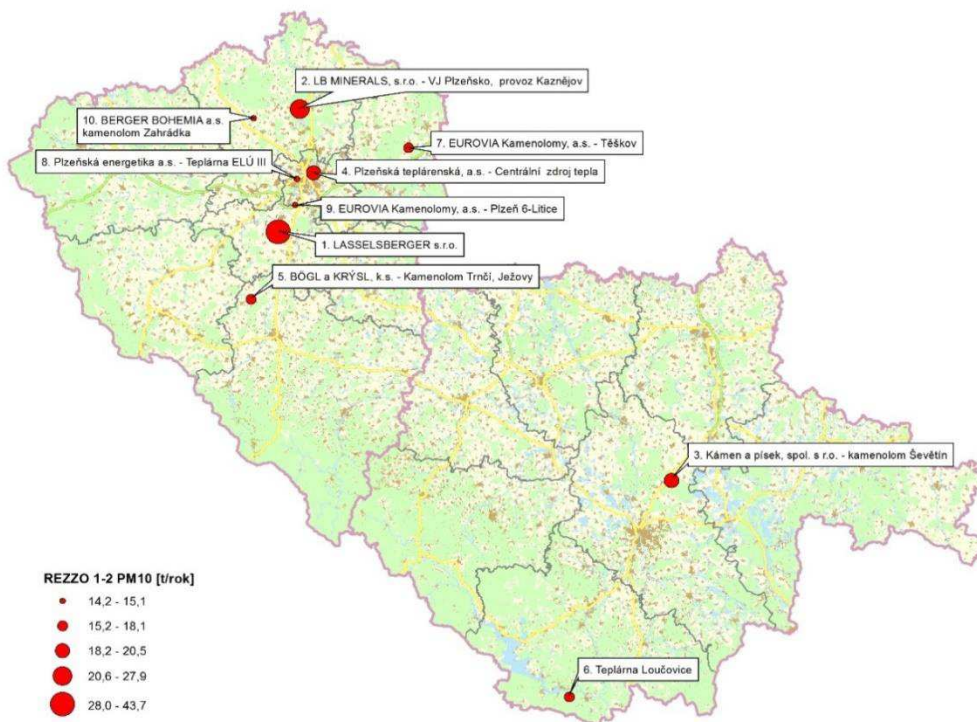 2. LB MINERALS, s.r.o. - VJ Plzeňsko, provoz Kaznějov
10. BERGER BOHEMIA a.s.
kamenolom Zahrádka
7. EUROVIA Kamenolomy, a.s. - Těškov
8. Plzeňská energetika a.s. - Teplárna ELÚ III
4. Plzeňská teplárenská, a.s. - Centrální zdroj tepla
9. EUROVIA Kamenolomy, a.s. - Plzeň 6-Litice
1. LASSELSBERGER s.r.o.
5. BÖGL a KRÝSL, k.s. - Kamenolom Trnčí, Ježovy
3. Kámen a písek, spol. s r.o. - kamenolom Ševětín
6. Teplárna Loučovice
REZZO 1-2 PM10 [t/rok]
14,2 - 15,1
15,2 - 18,1
18,2 - 20,5
20,6 - 27,9
28,0 - 43,7